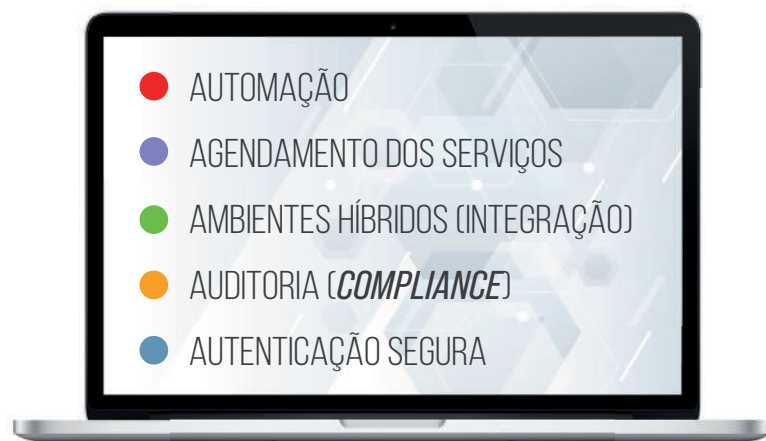 AUTOMAÇÃO
AGENDAMENTO DOS SERVIÇOS
AMBIENTES HÍBRIDOS (INTEGRAÇÃO)
AUDITORIA (COMPLIANCE)
AUTENTICAÇÃO SEGURA